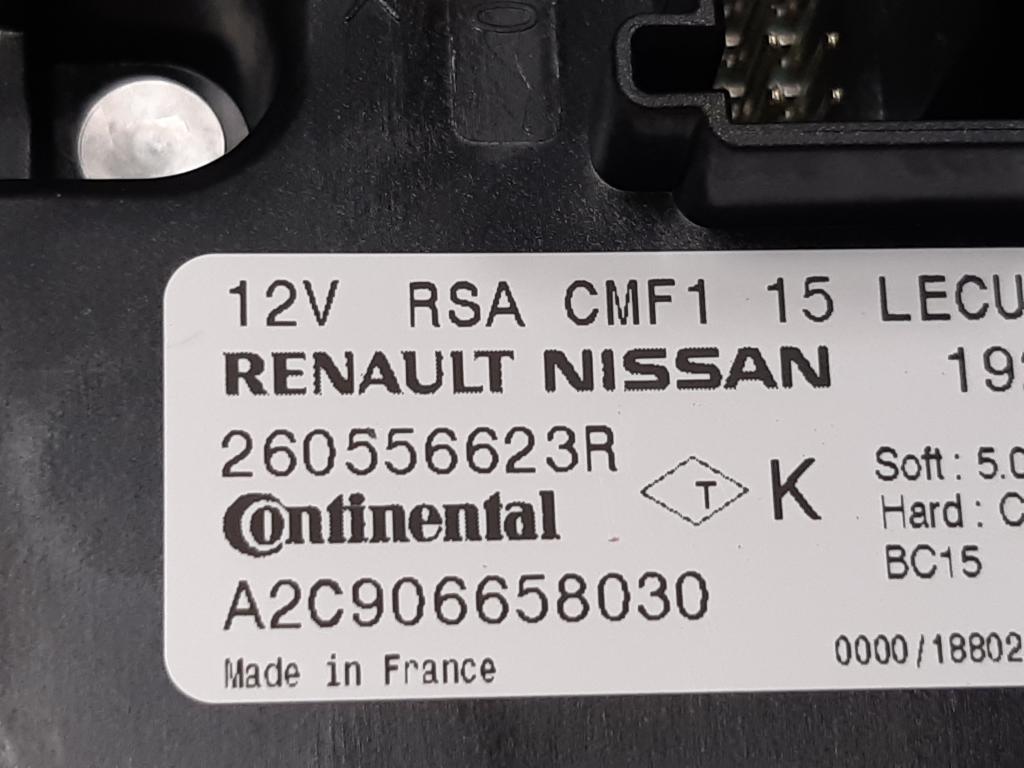 12V RSA CMF1 15 LECU
RENAULT NISSAN 19
260556623R
Continental
T K
Soft: 5.0
Hard: C
BC15
A2C906658030
0000/18802
Made in France